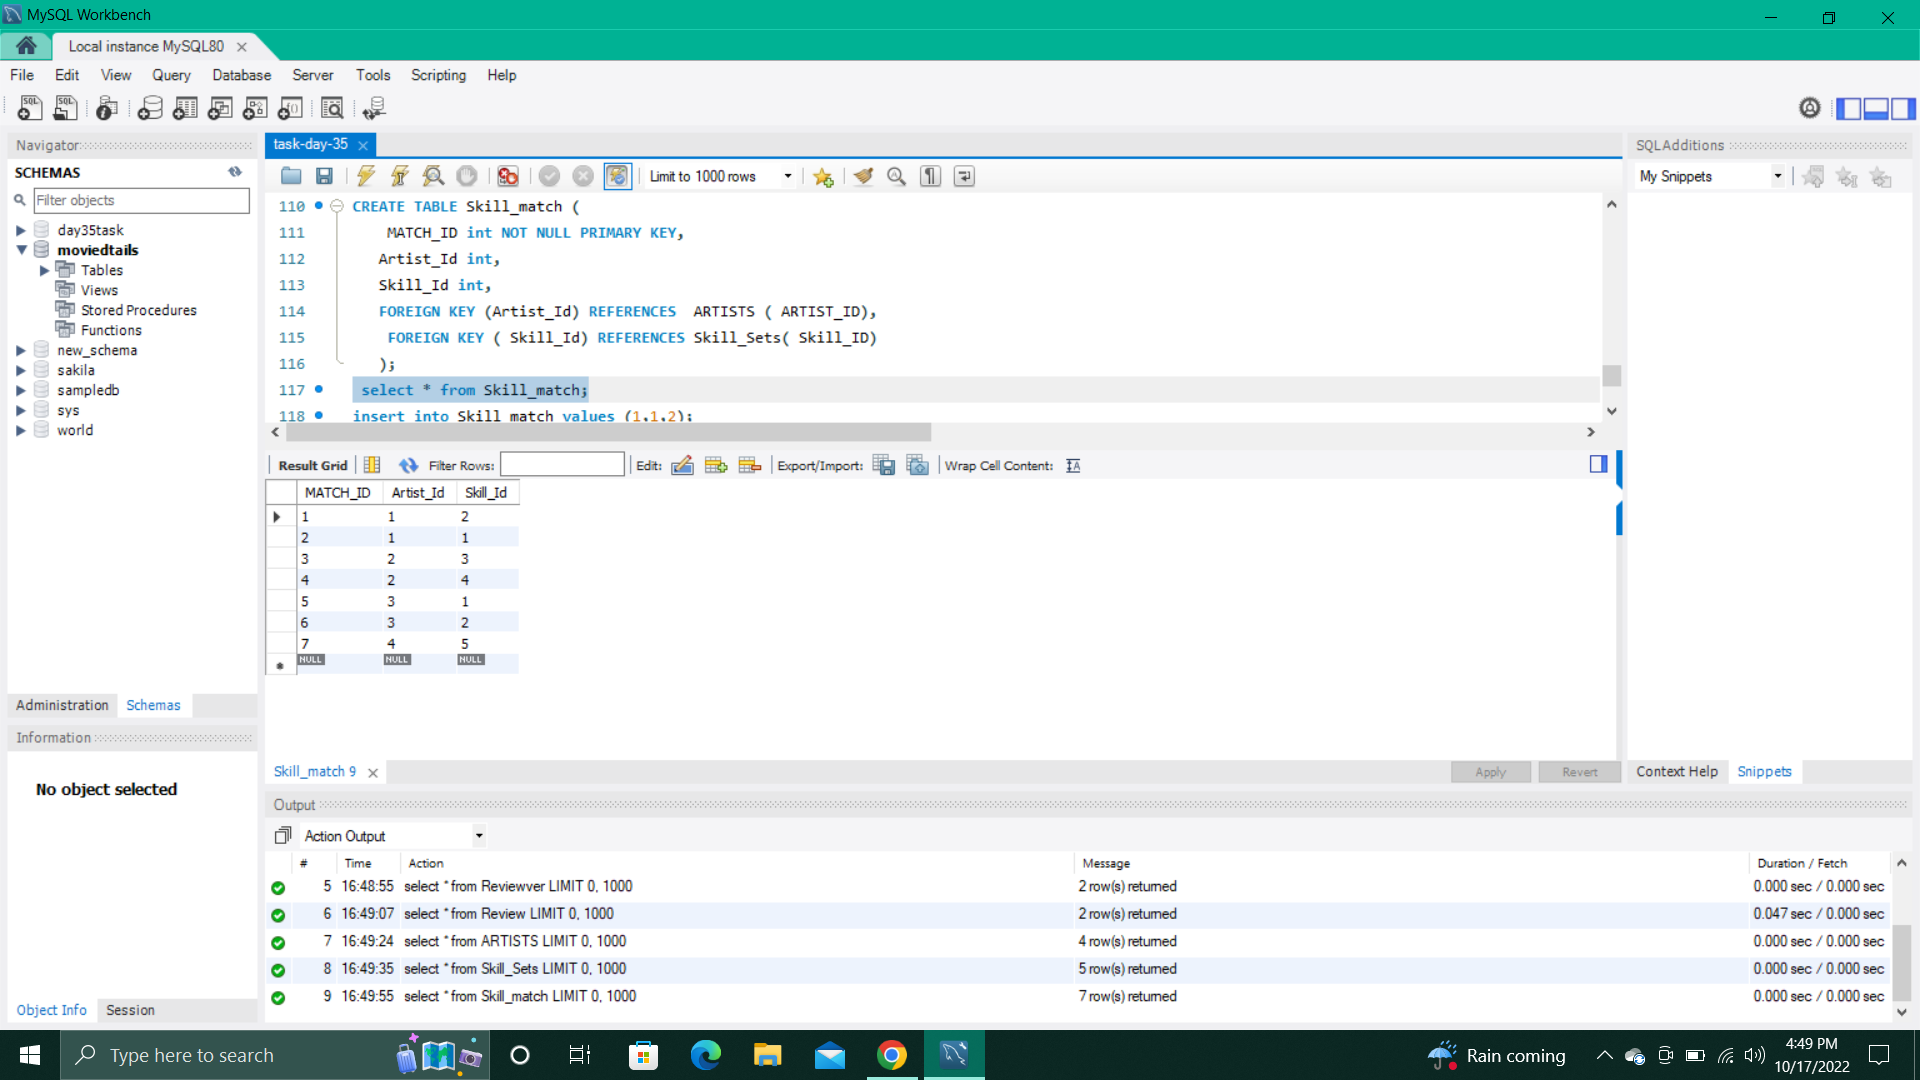 MySQL Workbench
Local instance MySQL80
File Edit View Query Database Server Tools Scripting Help
Navigator
SCHEMAS
Filter objects
day35task
moviedtails
Tables
Views
Stored Procedures
Functions
new_schema
sakila
sampledb
sys
world
Administration Schemas
Information
No object selected
Object Info Session
task-day-35
Limit to 1000 rows
110 CREATE TABLE Skill_match (
111 MATCH_ID int NOT NULL PRIMARY KEY,
112 Artist_Id int,
113 Skill_Id int,
114 FOREIGN KEY (Artist_Id) REFERENCES  ARTISTS ( ARTIST_ID),
115 FOREIGN KEY ( Skill_Id) REFERENCES Skill_Sets( Skill_ID)
116 );
117 select * from Skill_match;
118 insert into Skill_match values (1,1,2);
Result Grid Filter Rows: Edit: Export/Import: Wrap Cell Content:
MATCH_ID Artist_Id Skill_Id
1 1 2
2 1 1
3 2 3
4 2 4
5 3 1
6 3 2
7 4 5
NULL NULL NULL
Skill_match 9
Apply Revert
SQLAdditions
My Snippets
Context Help Snippets
Output
Action Output
# Time Action Message Duration / Fetch
5 16:48:55 select * from Reviewver LIMIT 0, 1000 2 row(s) returned 0.000 sec / 0.000 sec
6 16:49:07 select * from Review LIMIT 0, 1000 2 row(s) returned 0.047 sec / 0.000 sec
7 16:49:24 select * from ARTISTS LIMIT 0, 1000 4 row(s) returned 0.000 sec / 0.000 sec
8 16:49:35 select * from Skill_Sets LIMIT 0, 1000 5 row(s) returned 0.000 sec / 0.000 sec
9 16:49:55 select * from Skill_match LIMIT 0, 1000 7 row(s) returned 0.000 sec / 0.000 sec
Type here to search
Rain coming
4:49 PM
10/17/2022